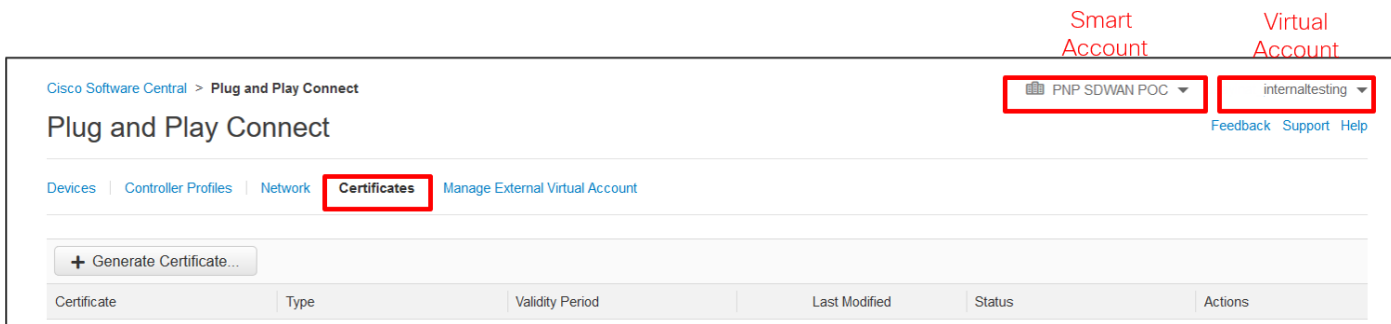 Smart Account
Virtual Account
Cisco Software Central > Plug and Play Connect
PNP SDWAN POC
internaltesting
Plug and Play Connect
Feedback Support Help
Devices | Controller Profiles | Network Certificates Manage External Virtual Account
+ Generate Certificate...
Certificate Type Validity Period Last Modified Status Actions